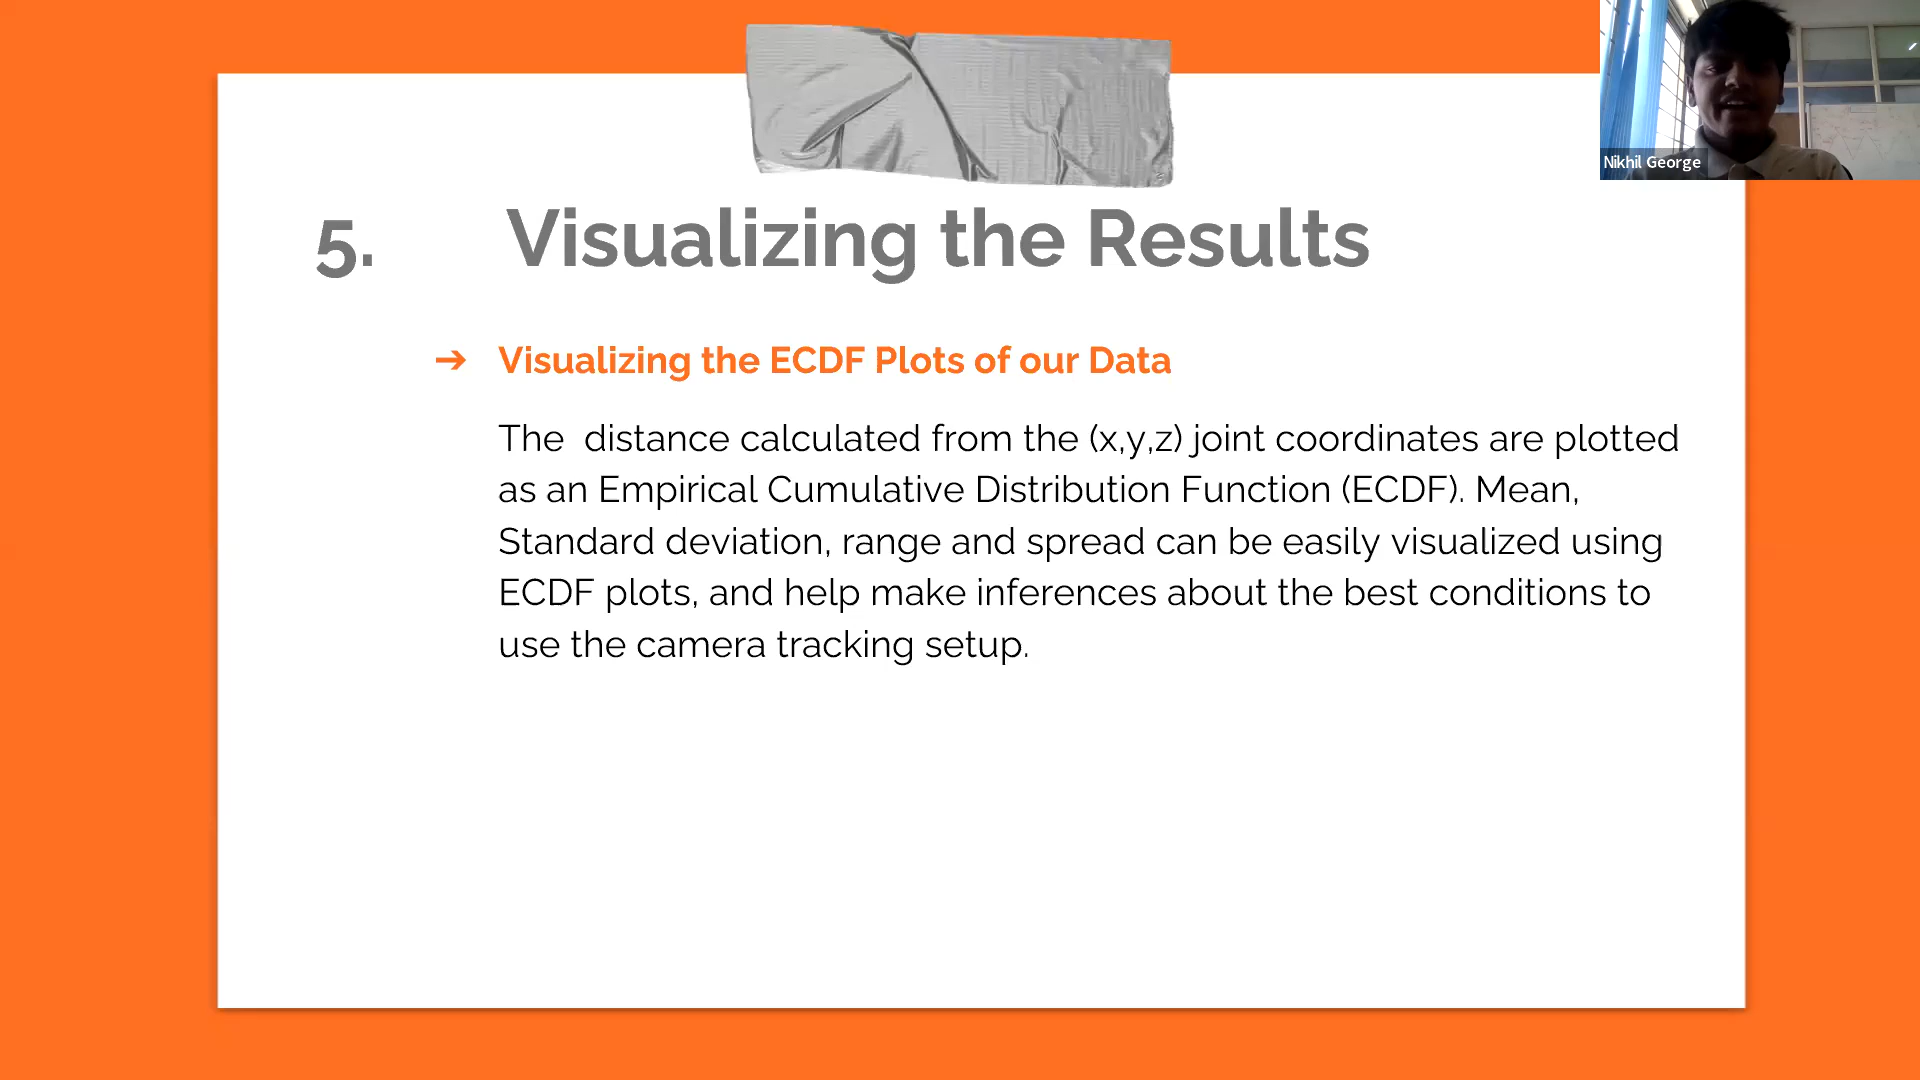 Nikhil George
5. Visualizing the Results
➔ Visualizing the ECDF Plots of our Data
The  distance calculated from the (x,y,z) joint coordinates are plotted
as an Empirical Cumulative Distribution Function (ECDF). Mean,
Standard deviation, range and spread can be easily visualized using
ECDF plots, and help make inferences about the best conditions to
use the camera tracking setup.